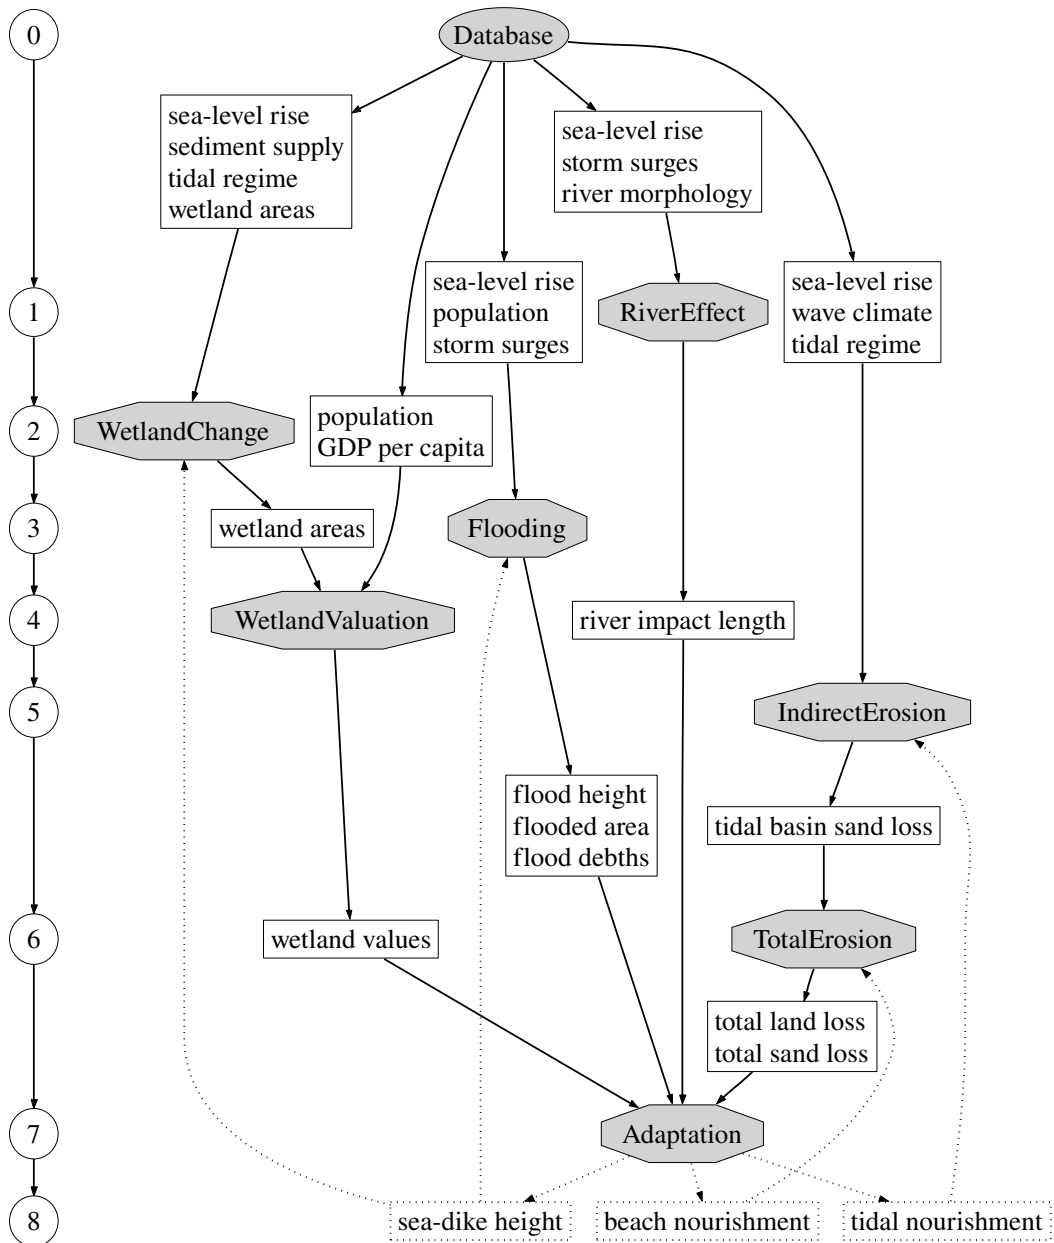 0
Database
sea-level rise
sediment supply
tidal regime
wetland areas
sea-level rise
storm surges
river morphology
sea-level rise
population
storm surges
sea-level rise
wave climate
tidal regime
1
RiverEffect
population
GDP per capita
2
WetlandChange
3
wetland areas
Flooding
4
WetlandValuation
river impact length
5
IndirectErosion
flood height
flooded area
flood debths
tidal basin sand loss
6
wetland values
TotalErosion
total land loss
total sand loss
7
Adaptation
8
sea-dike height
beach nourishment
tidal nourishment